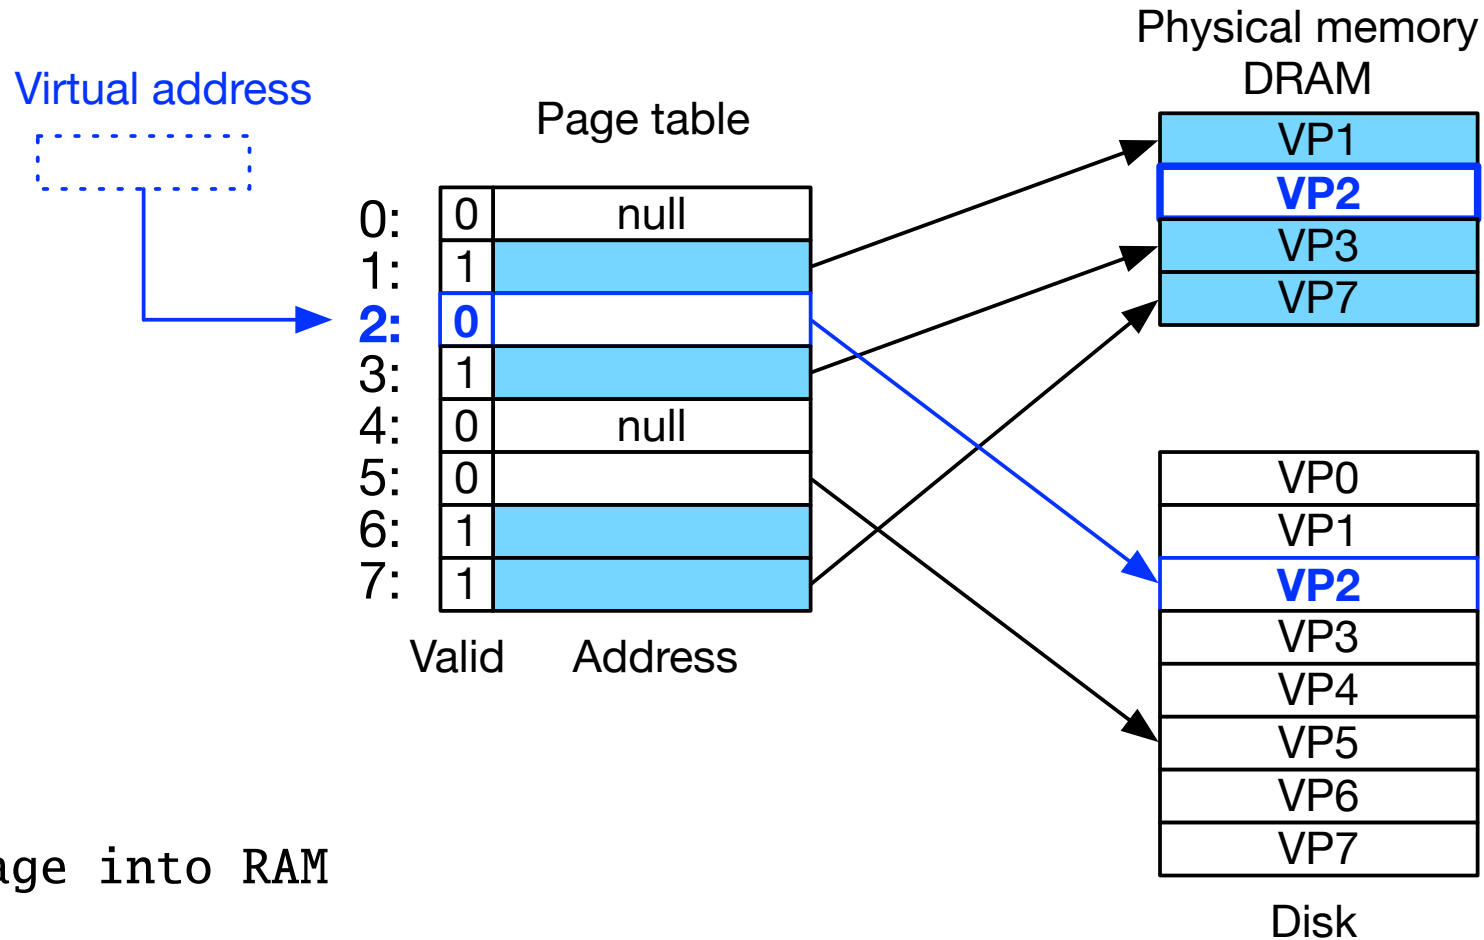 Physical memory
DRAM
Virtual address
Page table
VP1
VP2
VP3
VP7
0: 0 null
1: 1
2: 0
3: 1
4: 0 null
5: 0
6: 1
7: 1
Valid Address
VP0
VP1
VP2
VP3
VP4
VP5
VP6
VP7
Disk
into RAM